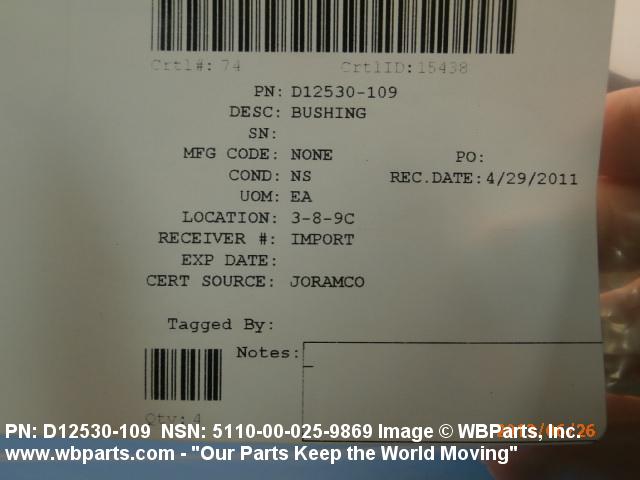 Crtl#: 74 CrtlID: 15438
PN: D12530-109
DESC: BUSHING
SN:
MFG CODE: NONE PO:
COND: NS REC.DATE: 4/29/2011
UOM: EA
LOCATION: 3-8-9C
RECEIVER #: IMPORT
EXP DATE:
CERT SOURCE: JORAMCO
Tagged By:
Notes:
Qty: 4
PN: D12530-109 NSN: 5110-00-025-9869 Image © WBParts, Inc.
www.wbparts.com - "Our Parts Keep the World Moving"